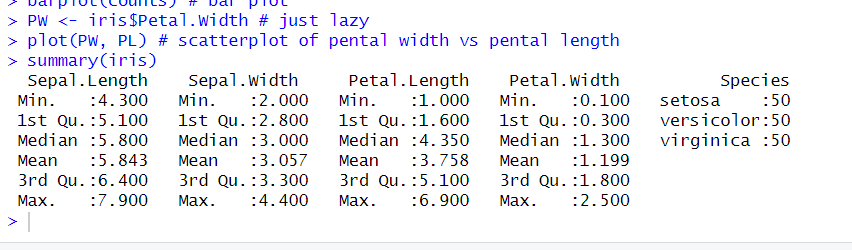 > barplot(counts) # bar plot
> PW <- iris$Petal.Width # just lazy
> plot(PW, PL) # scatterplot of pental width vs pental length
> summary(iris)
  Sepal.Length    Sepal.Width     Petal.Length    Petal.Width          Species
 Min.   :4.300   Min.   :2.000   Min.   :1.000   Min.   :0.100   setosa    :50
 1st Qu.:5.100   1st Qu.:2.800   1st Qu.:1.600   1st Qu.:0.300   versicolor:50
 Median :5.800   Median :3.000   Median :4.350   Median :1.300   virginica :50
 Mean   :5.843   Mean   :3.057   Mean   :3.758   Mean   :1.199
 3rd Qu.:6.400   3rd Qu.:3.300   3rd Qu.:5.100   3rd Qu.:1.800
 Max.   :7.900   Max.   :4.400   Max.   :6.900   Max.   :2.500
>